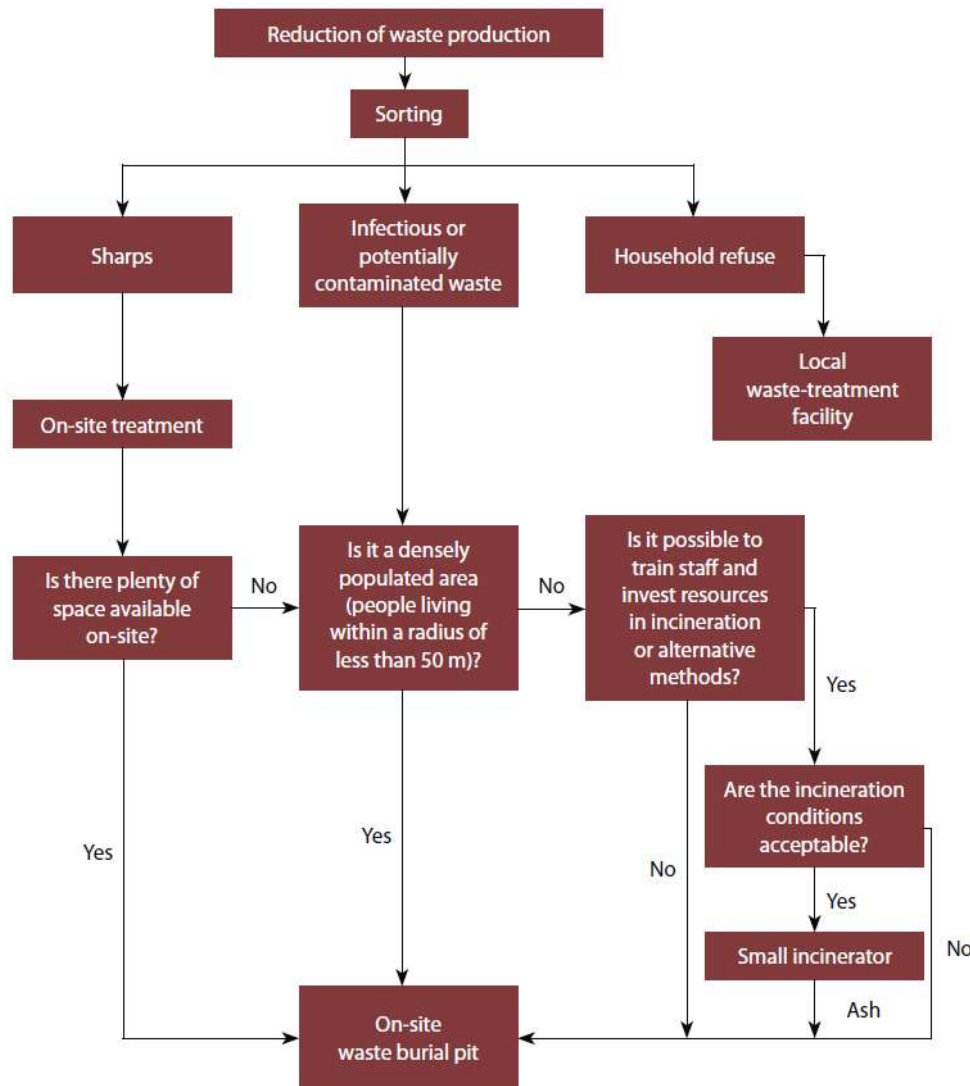 Reduction of waste production
Sorting
Sharps
Infectious or
potentially
contaminated waste
Household refuse
Local
waste-treatment
facility
On-site treatment
Is there plenty of
space available
on-site?
No
Is it a densely
populated area
(people living
within a radius of
less than 50 m)?
No
Is it possible to
train staff and
invest resources
in incineration
or alternative
methods?
Yes
Are the incineration
conditions
acceptable?
Yes
Yes
No
Yes
Small incinerator
No
Ash
On-site
waste burial pit